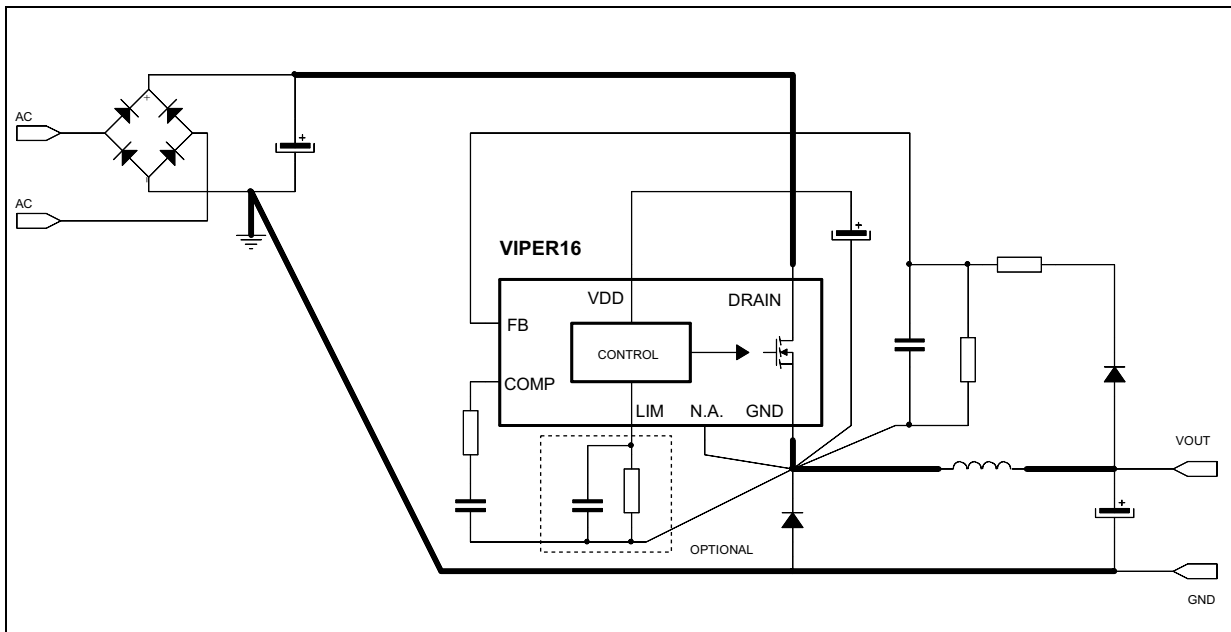 AC
AC
VIPER16
VDD
DRAIN
FB
CONTROL
COMP
LIM
N.A.
GND
VOUT
OPTIONAL
GND